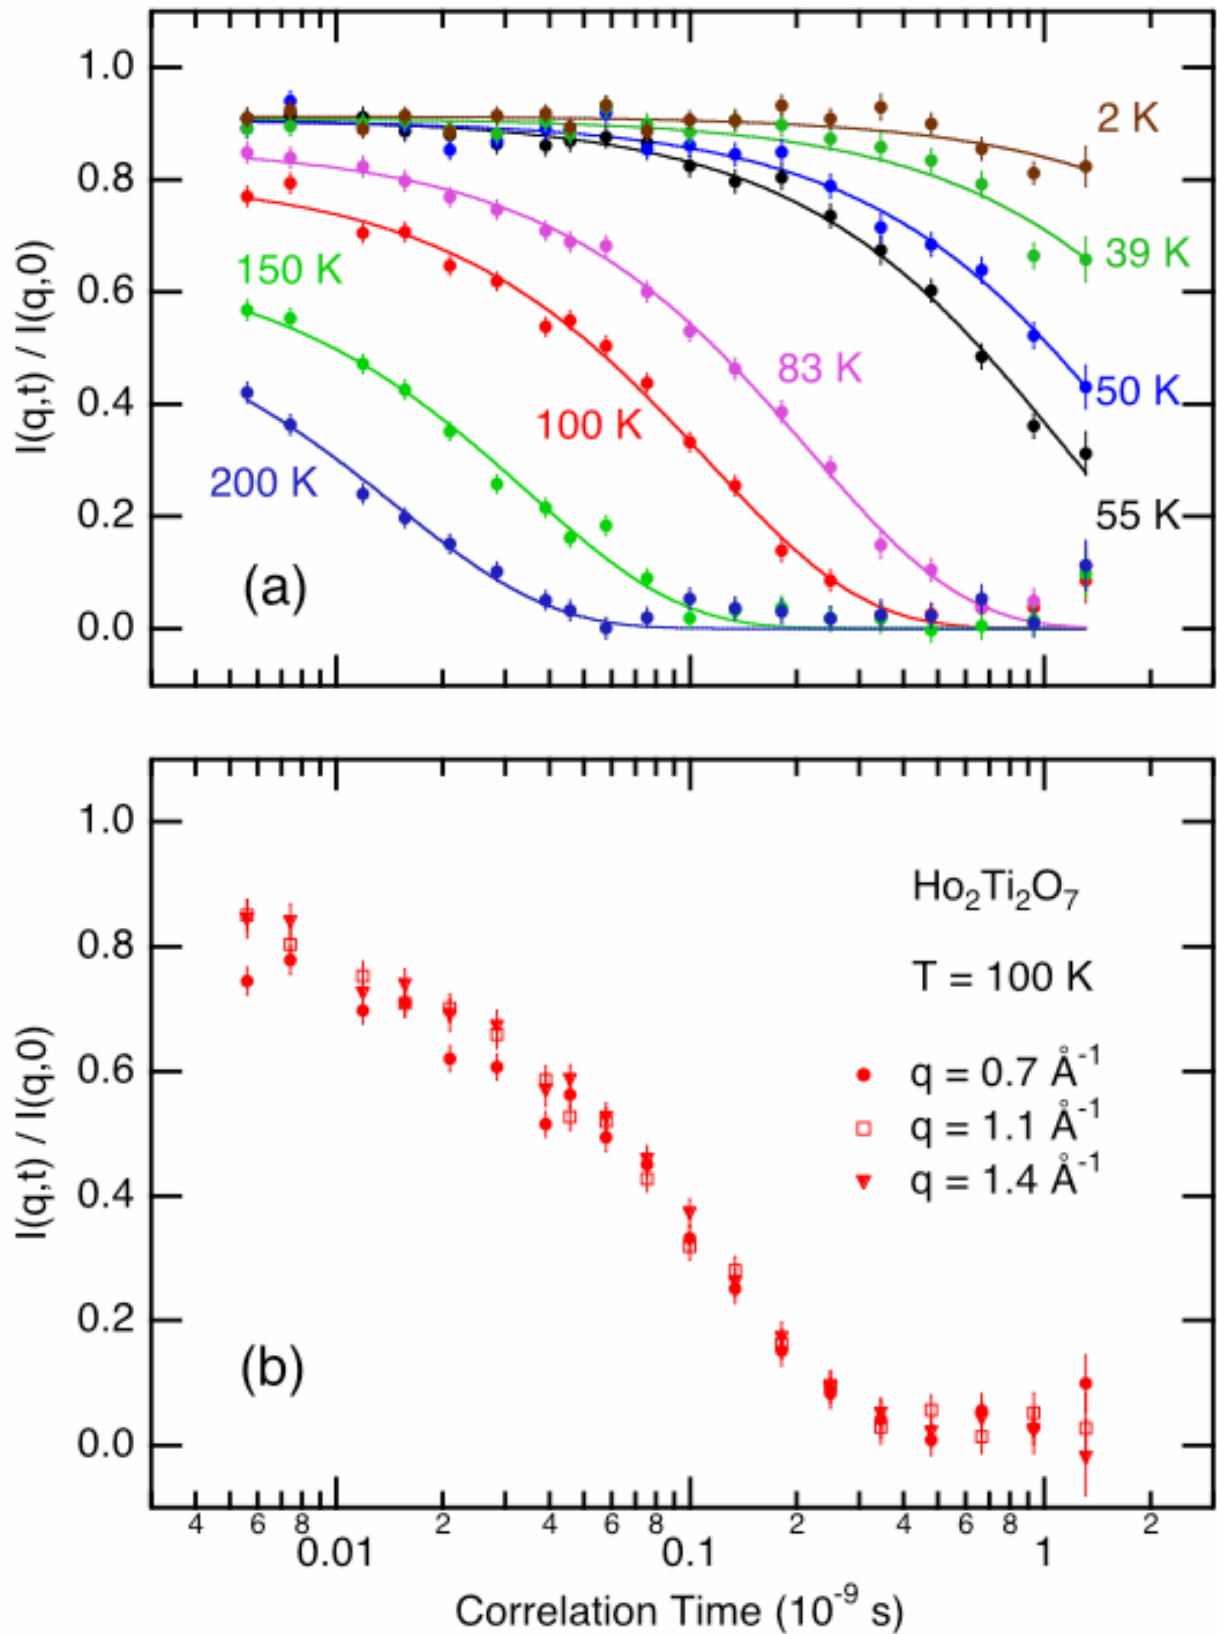 1.0
0.8
0.6
0.4
0.2
0.0
I(q,t) / I(q,0)
2 K
39 K
50 K
55 K
83 K
100 K
150 K
200 K
(a)
1.0
0.8
0.6
0.4
0.2
0.0
I(q,t) / I(q,0)
Ho₂Ti₂O₇
T = 100 K
q = 0.7 Å⁻¹
q = 1.1 Å⁻¹
q = 1.4 Å⁻¹
(b)
4 6 8 2 4 6 8 2 4 6 8 2
0.01 0.1 1
Correlation Time (10⁻⁹ s)